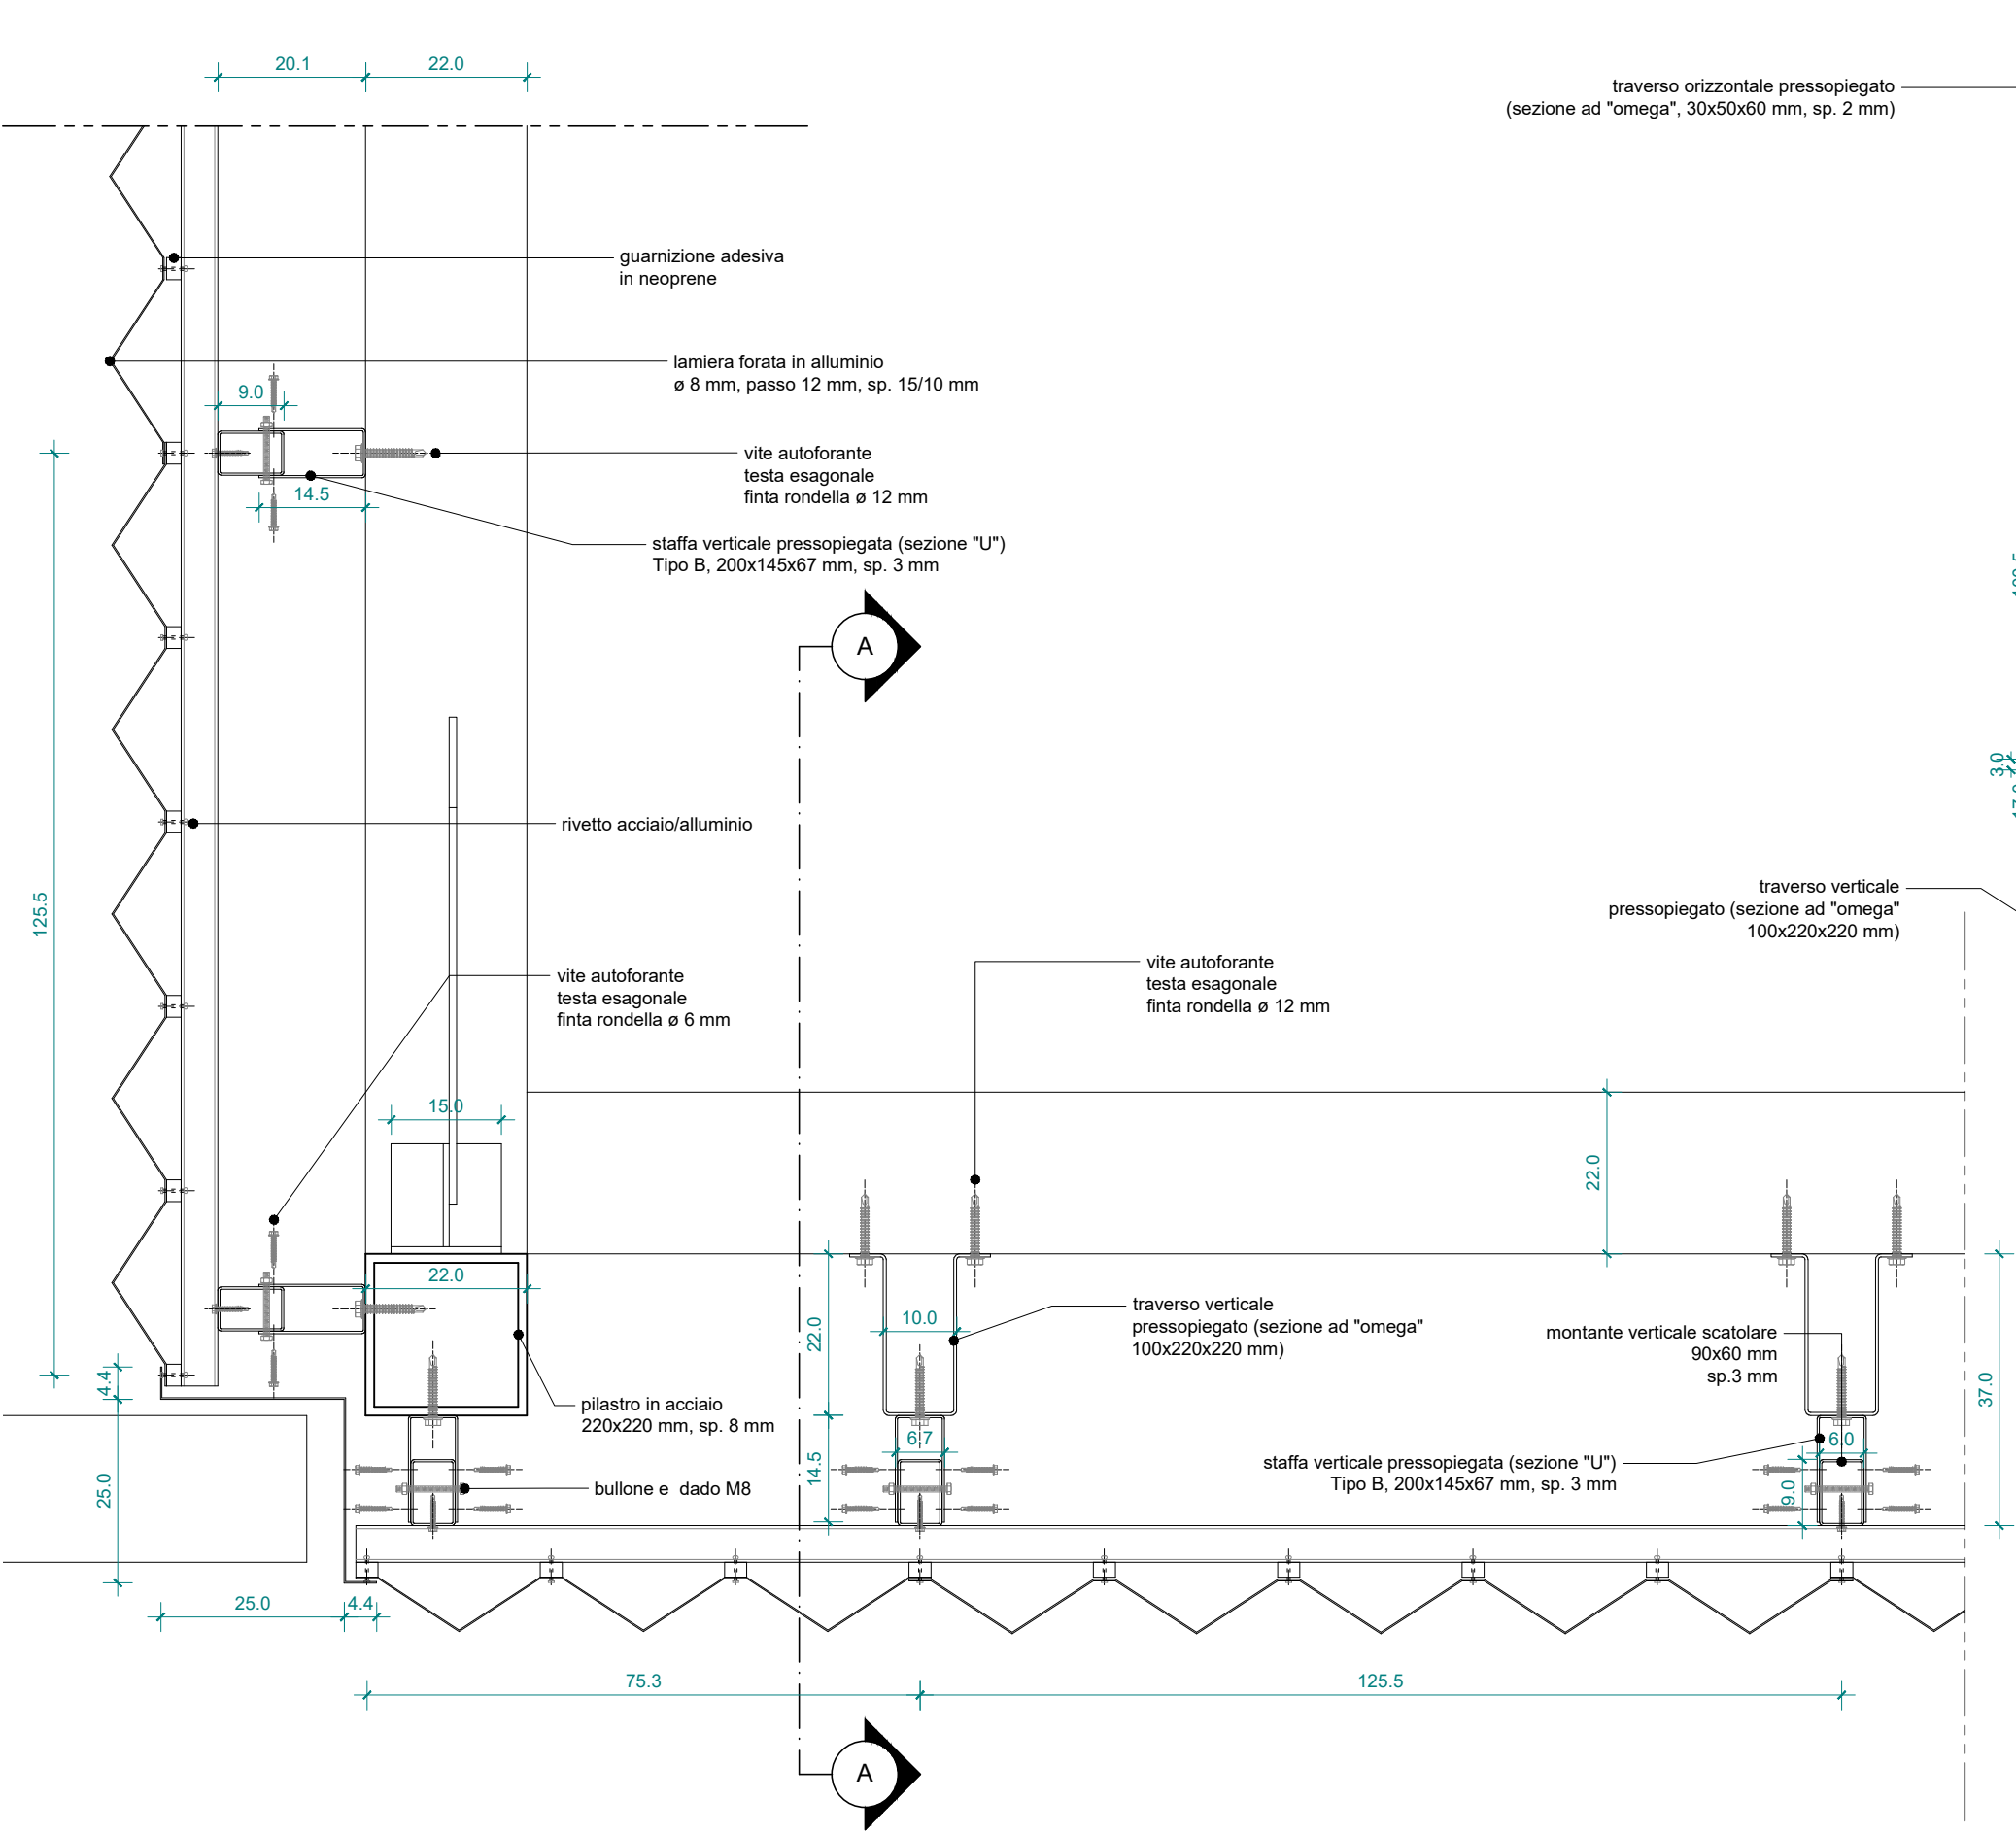 20.1
22.0
traverso orizzontale pressopiegato
(sezione ad "omega", 30x50x60 mm, sp. 2 mm)
guarnizione adesiva
in neoprene
lamiera forata in alluminio
ø 8 mm, passo 12 mm, sp. 15/10 mm
9.0
vite autoforante
testa esagonale
finta rondella ø 12 mm
14.5
staffa verticale pressopiegata (sezione "U")
Tipo B, 200x145x67 mm, sp. 3 mm
A
3.0
rivetto acciaio/alluminio
125.5
traverso verticale
pressopiegato (sezione ad "omega"
100x220x220 mm)
vite autoforante
testa esagonale
finta rondella ø 6 mm
vite autoforante
testa esagonale
finta rondella ø 12 mm
15.0
22.0
22.0
22.0
10.0
traverso verticale
pressopiegato (sezione ad "omega"
100x220x220 mm)
montante verticale scatolare
90x60 mm
sp.3 mm
37.0
4.4
pilastro in acciaio
220x220 mm, sp. 8 mm
6.7
6.0
14.5
staffa verticale pressopiegata (sezione "U")
Tipo B, 200x145x67 mm, sp. 3 mm
9.0
25.0
bullone e  dado M8
25.0
4.4
75.3
125.5
A